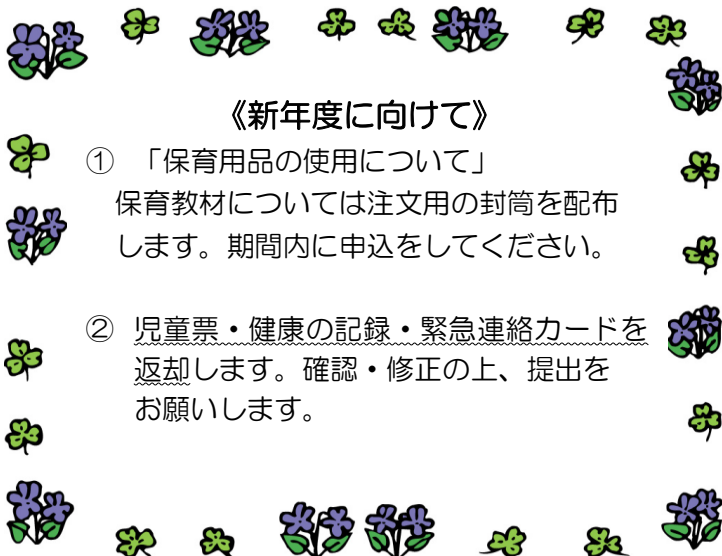 《新年度に向けて》
① 「保育用品の使用について」
保育教材については注文用の封筒を配布
します。期間内に申込をしてください。
② 児童票・健康の記録・緊急連絡カードを
返却します。確認・修正の上、提出を
お願いします。